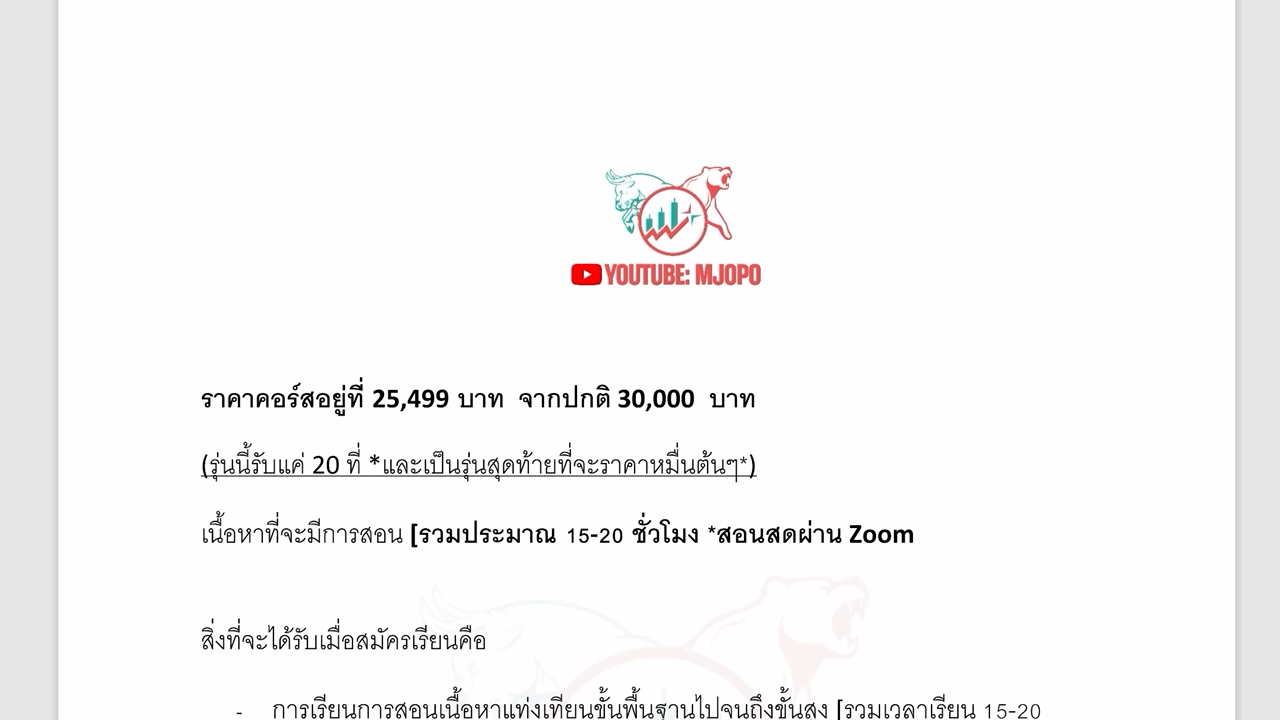 YOUTUBE: MJOPO
ราคาคอร์สอยู่ที่ 25,499 บาท จากปกติ 30,000 บาท
(รุ่นนี้รับแค่ 20 ที่ *และเป็นรุ่นสุดท้ายที่จะราคาหมื่นต้นๆ*)
เนื้อหาที่จะมีการสอน [รวมประมาณ 15-20 ชั่วโมง *สอนสดผ่าน Zoom
สิ่งที่จะได้รับเมื่อสมัครเรียนคือ
- การเรียนการสอนเนื้อหาแท่งเทียนขั้นพื้นฐานไปจนถึงขั้นสูง [รวมเวลาเรียน 15-20